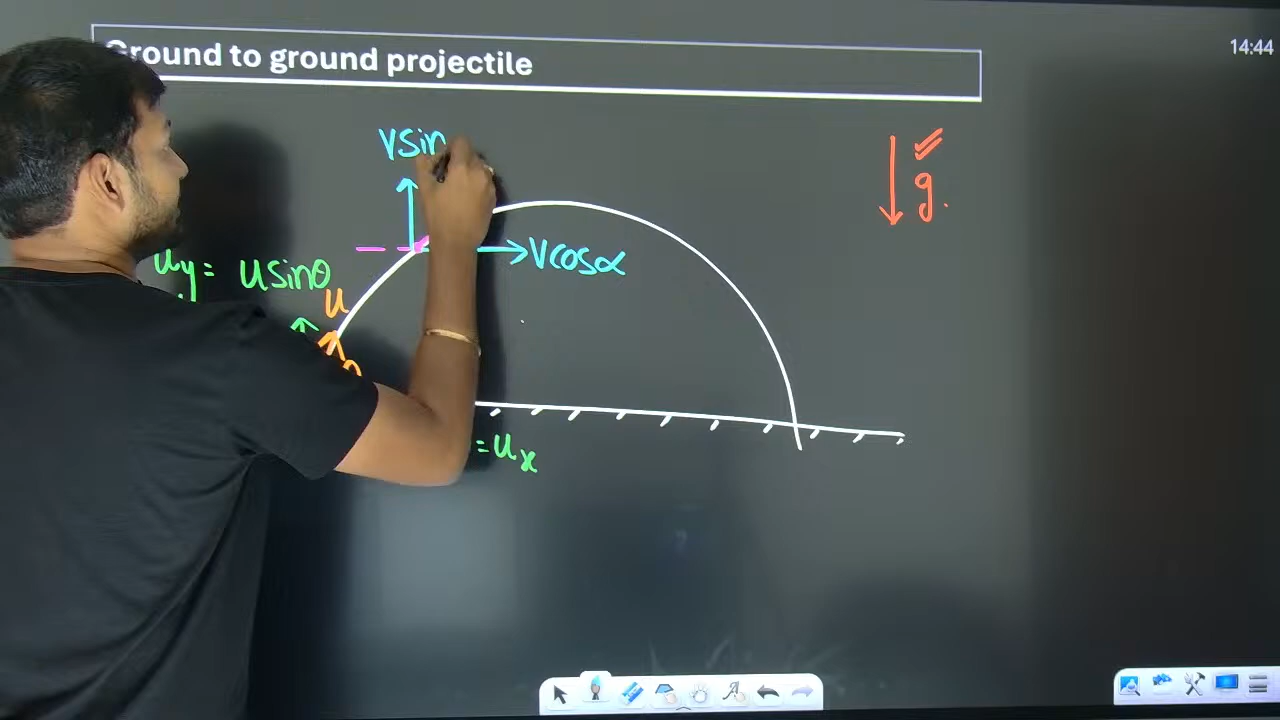 Ground to ground projectile
14:44
vsin
g.
vcosα
uy = usinθ
u
= ux